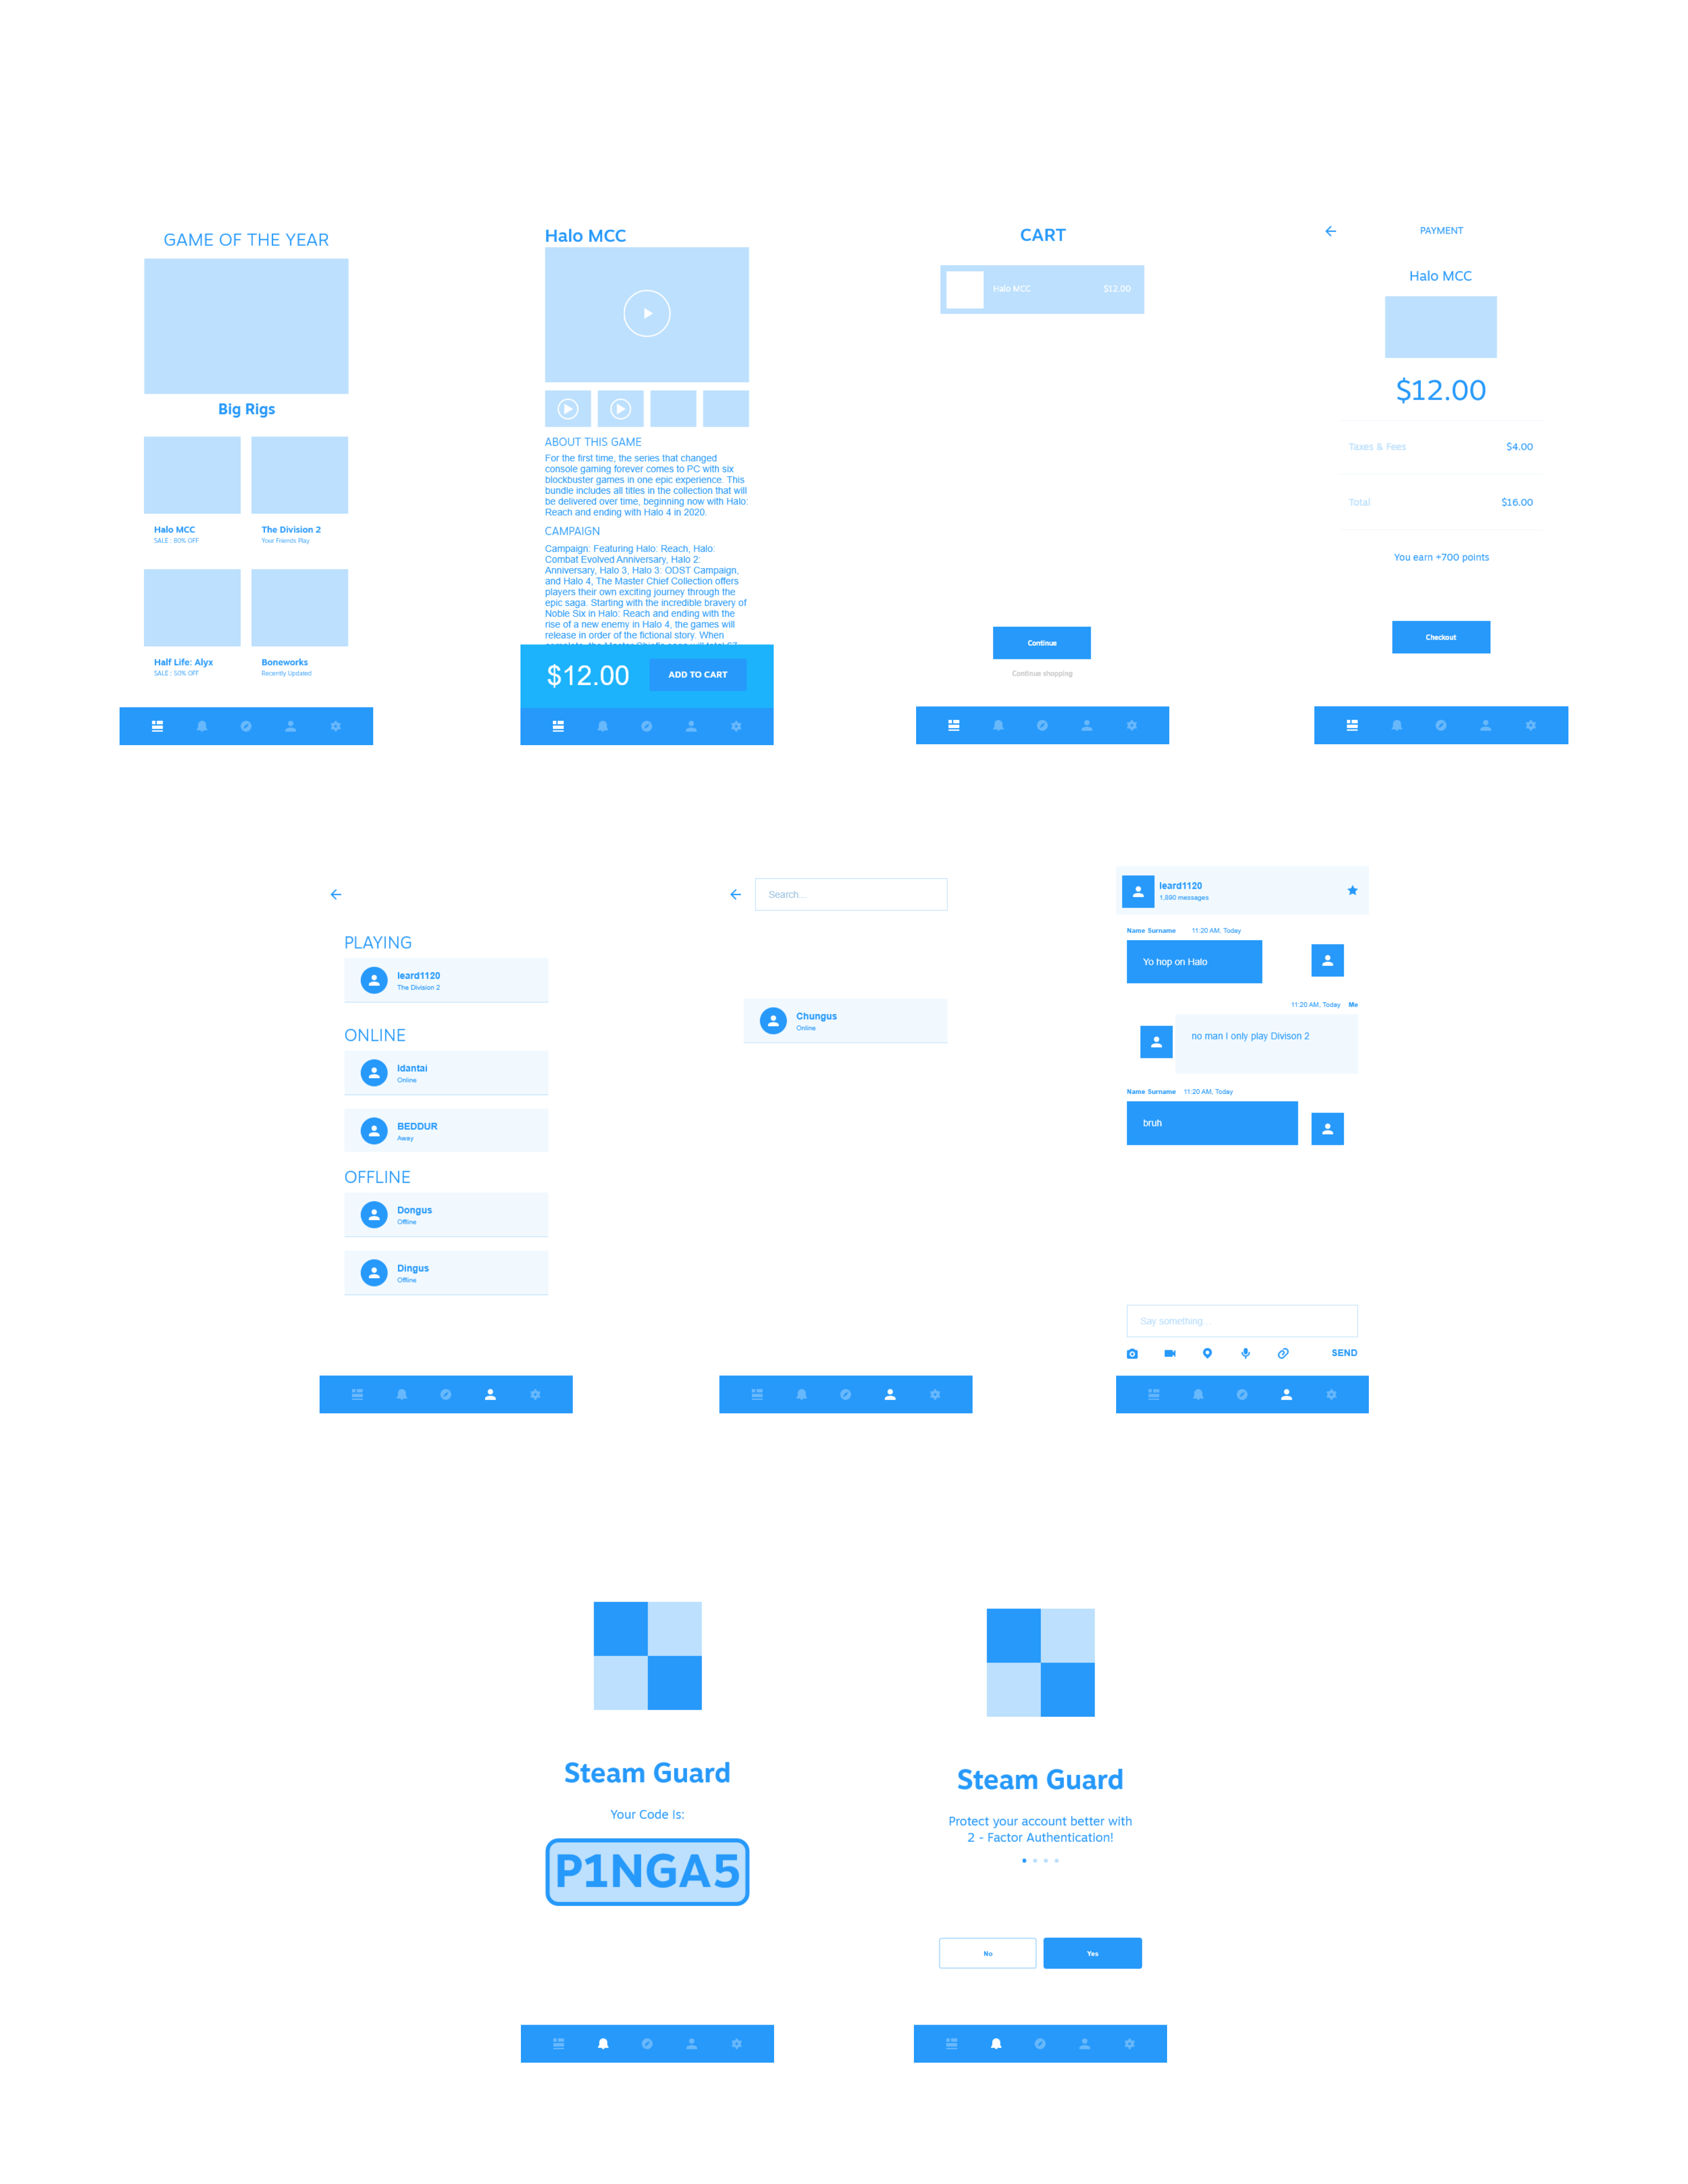 GAME OF THE YEAR
Big Rigs
Halo MCC
SALE : 80% OFF
The Division 2
Your Friends Play
Half Life: Alyx
SALE : 50% OFF
Boneworks
Recently Updated
Halo MCC
ABOUT THIS GAME
For the first time, the series that changed
console gaming forever comes to PC with six
blockbuster games in one epic experience. This
bundle includes all titles in the collection that will
be delivered over time, beginning now with Halo:
Reach and ending with Halo 4 in 2020.
CAMPAIGN
Campaign: Featuring Halo: Reach, Halo:
Combat Evolved Anniversary, Halo 2:
Anniversary, Halo 3, Halo 3: ODST Campaign,
and Halo 4, The Master Chief Collection offers
players their own exciting journey through the
epic saga. Starting with the incredible bravery of
Noble Six in Halo: Reach and ending with the
rise of a new enemy in Halo 4, the games will
release in order of the fictional story. When
$12.00
ADD TO CART
CART
Halo MCC
$12.00
Continue
Continue shopping
PAYMENT
Halo MCC
$12.00
Taxes & Fees
$4.00
Total
$16.00
You earn +700 points
Checkout
PLAYING
leard1120
The Division 2
ONLINE
Idantai
Online
BEDDUR
Away
OFFLINE
Dongus
Offline
Dingus
Offline
Search...
Chungus
Online
leard1120
1,890 messages
Name Surname 11:20 AM, Today
Yo hop on Halo
11:20 AM, Today Me
no man I only play Divison 2
Name Surname 11:20 AM, Today
bruh
Say something...
SEND
Steam Guard
Your Code Is:
P1NGA5
Steam Guard
Protect your account better with
2 - Factor Authentication!
No
Yes